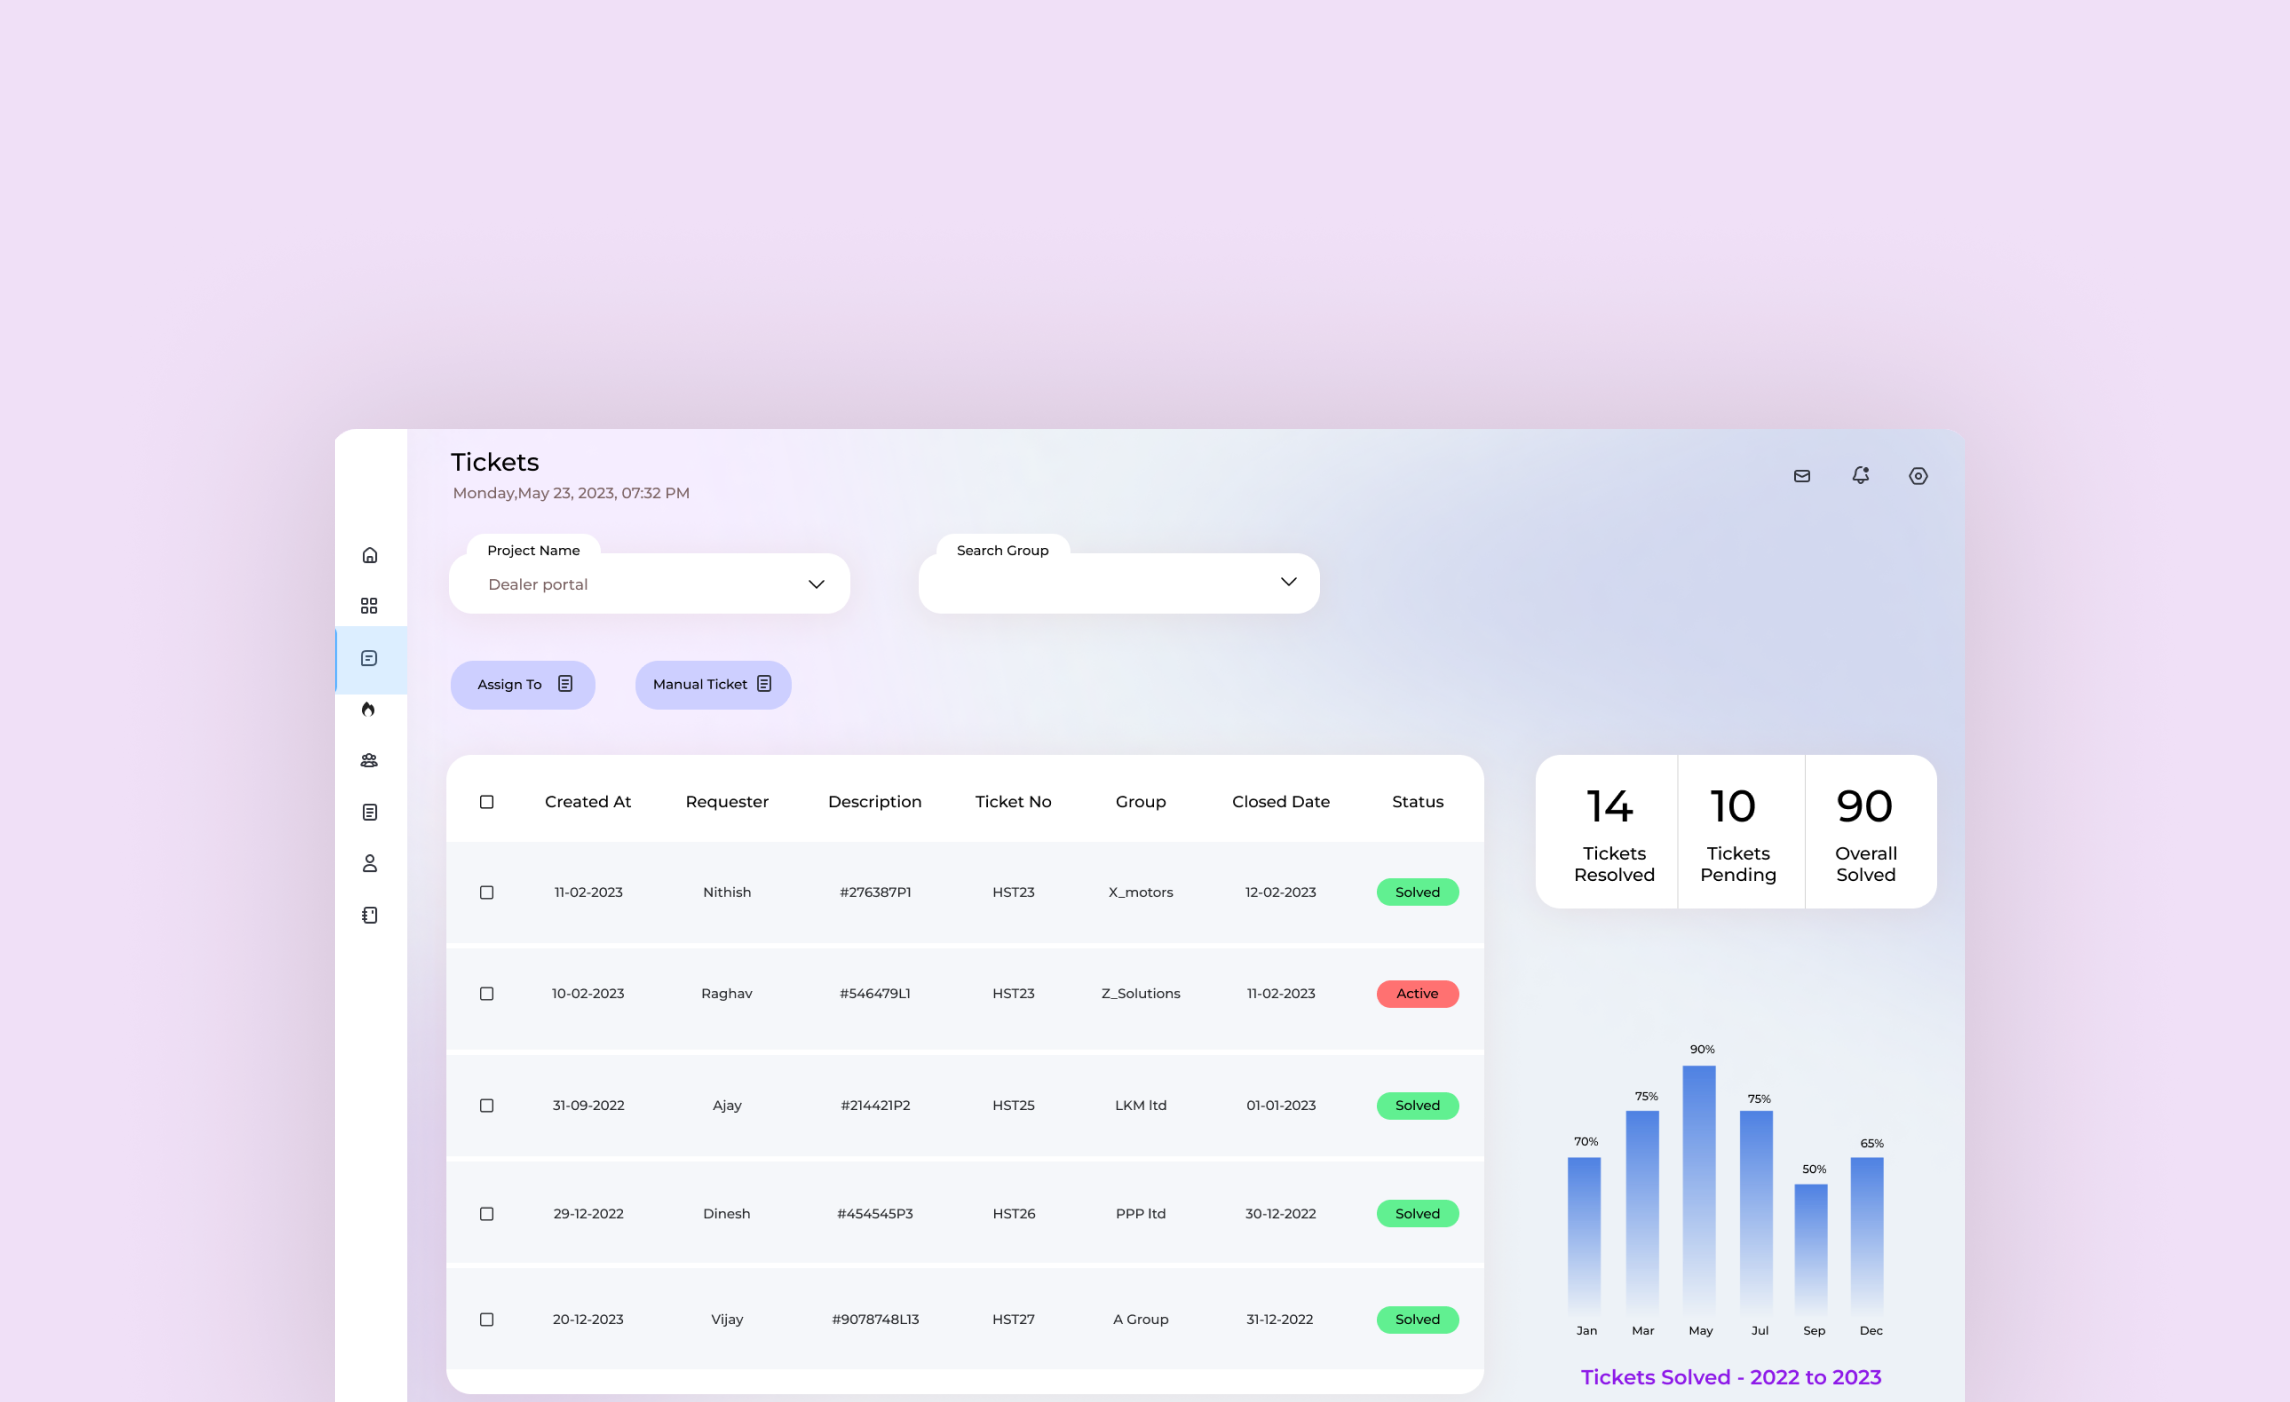 Tickets
Monday,May 23, 2023, 07:32 PM
Project Name
Dealer portal
Search Group
Assign To
Manual Ticket
Created At Requester Description Ticket No Group Closed Date Status
11-02-2023 Nithish #276387P1 HST23 X_motors 12-02-2023 Solved
10-02-2023 Raghav #546479L1 HST23 Z_Solutions 11-02-2023 Active
31-09-2022 Ajay #214421P2 HST25 LKM ltd 01-01-2023 Solved
29-12-2022 Dinesh #454545P3 HST26 PPP ltd 30-12-2022 Solved
20-12-2023 Vijay #9078748L13 HST27 A Group 31-12-2022 Solved
14 10 90
Tickets Tickets Overall
Resolved Pending Solved
90%
75% 75%
70% 65%
50%
Jan Mar May Jul Sep Dec
Tickets Solved - 2022 to 2023